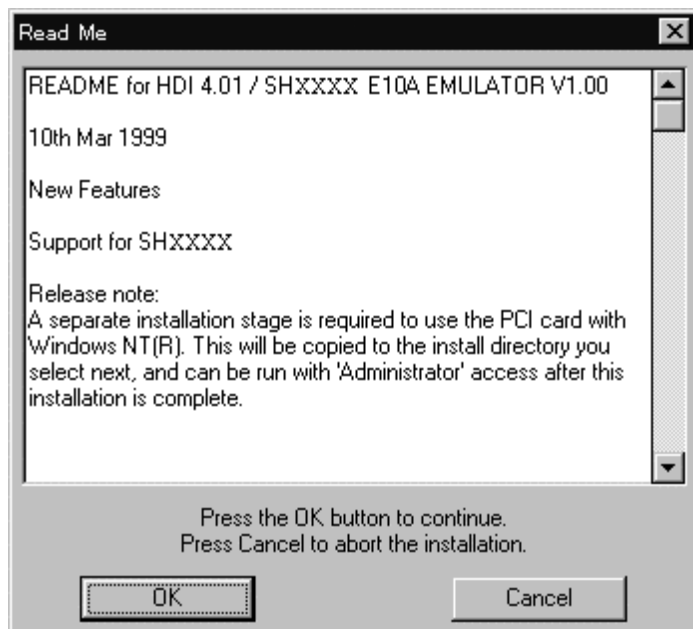 Read Me
README for HDI 4.01 / SHXXXX E10A EMULATOR V1.00
10th Mar 1999
New Features
Support for SHXXXX
Release note:
A separate installation stage is required to use the PCI card with
Windows NT(R). This will be copied to the install directory you
select next, and can be run with 'Administrator' access after this
installation is complete.
Press the OK button to continue.
Press Cancel to abort the installation.
OK
Cancel